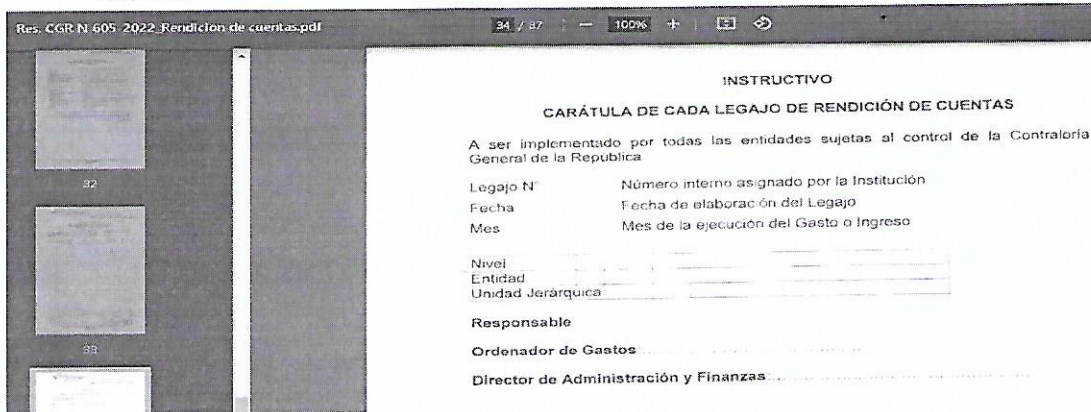 Res. CGR N 605-2022_Rendicion de cuentas.pdf
34 / 37
100%
32
33
INSTRUCTIVO
CARÁTULA DE CADA LEGAJO DE RENDICIÓN DE CUENTAS
A ser implementado por todas las entidades sujetas al control de la Contraloría
General de la Republica
Legajo N° Número interno asignado por la Institución
Fecha Fecha de elaboración del Legajo
Mes Mes de la ejecución del Gasto o Ingreso
Nivel
Entidad
Unidad Jerárquica
Responsable
Ordenador de Gastos
Director de Administración y Finanzas